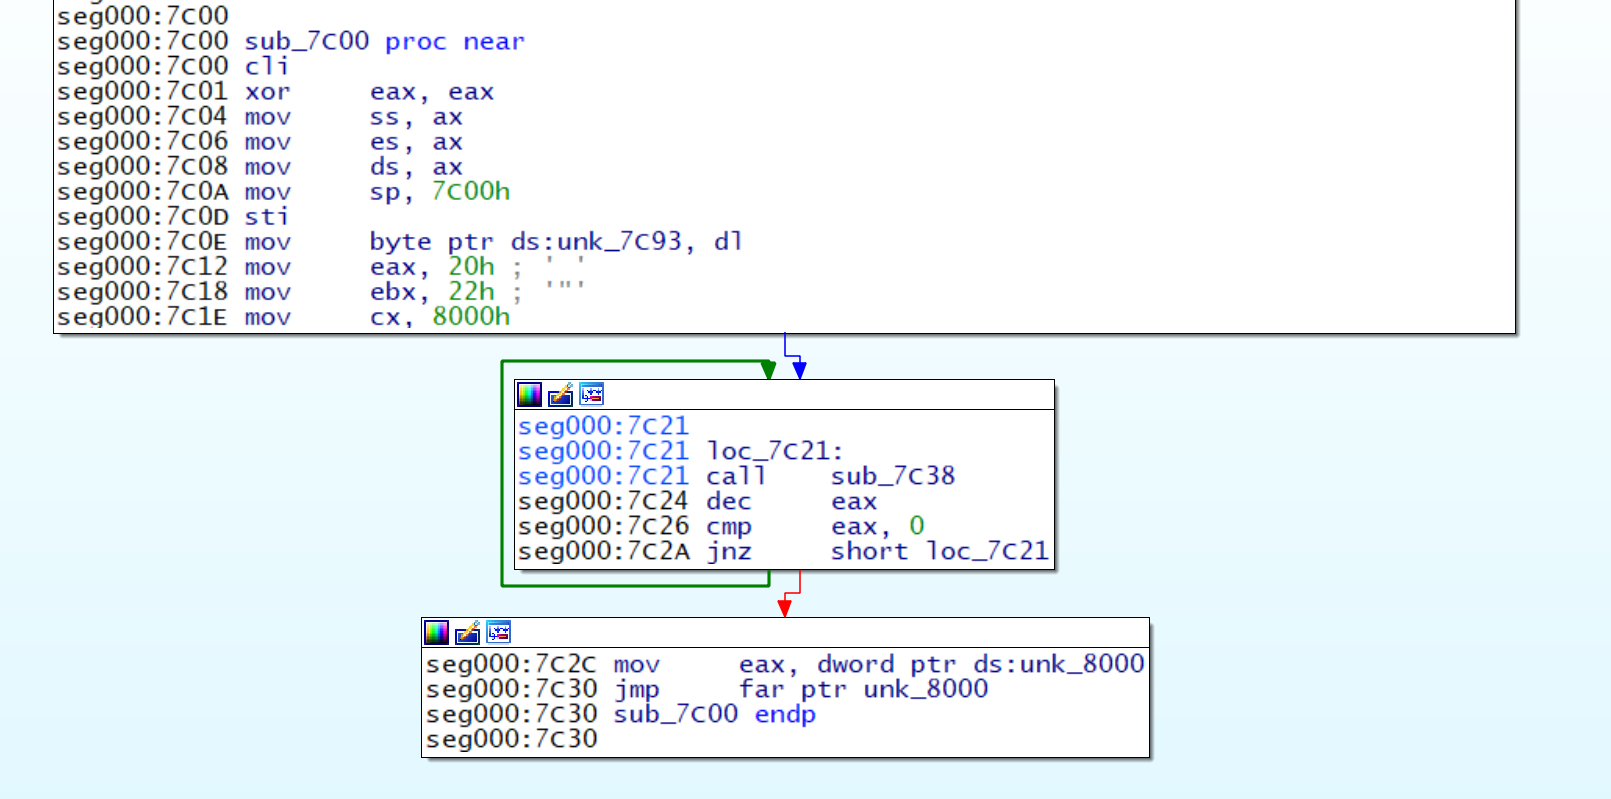 seg000:7C00
seg000:7C00 sub_7C00 proc near
seg000:7C00 cli
seg000:7C01 xor     eax, eax
seg000:7C04 mov     ss, ax
seg000:7C06 mov     es, ax
seg000:7C08 mov     ds, ax
seg000:7C0A mov     sp, 7C00h
seg000:7C0D sti
seg000:7C0E mov     byte ptr ds:unk_7C93, dl
seg000:7C12 mov     eax, 20h ; ' '
seg000:7C18 mov     ebx, 22h ; '"'
seg000:7C1E mov     cx, 8000h
seg000:7C21
seg000:7C21 loc_7C21:
seg000:7C21 call    sub_7C38
seg000:7C24 dec     eax
seg000:7C26 cmp     eax, 0
seg000:7C2A jnz     short loc_7C21
seg000:7C2C mov     eax, dword ptr ds:unk_8000
seg000:7C30 jmp     far ptr unk_8000
seg000:7C30 sub_7C00 endp
seg000:7C30